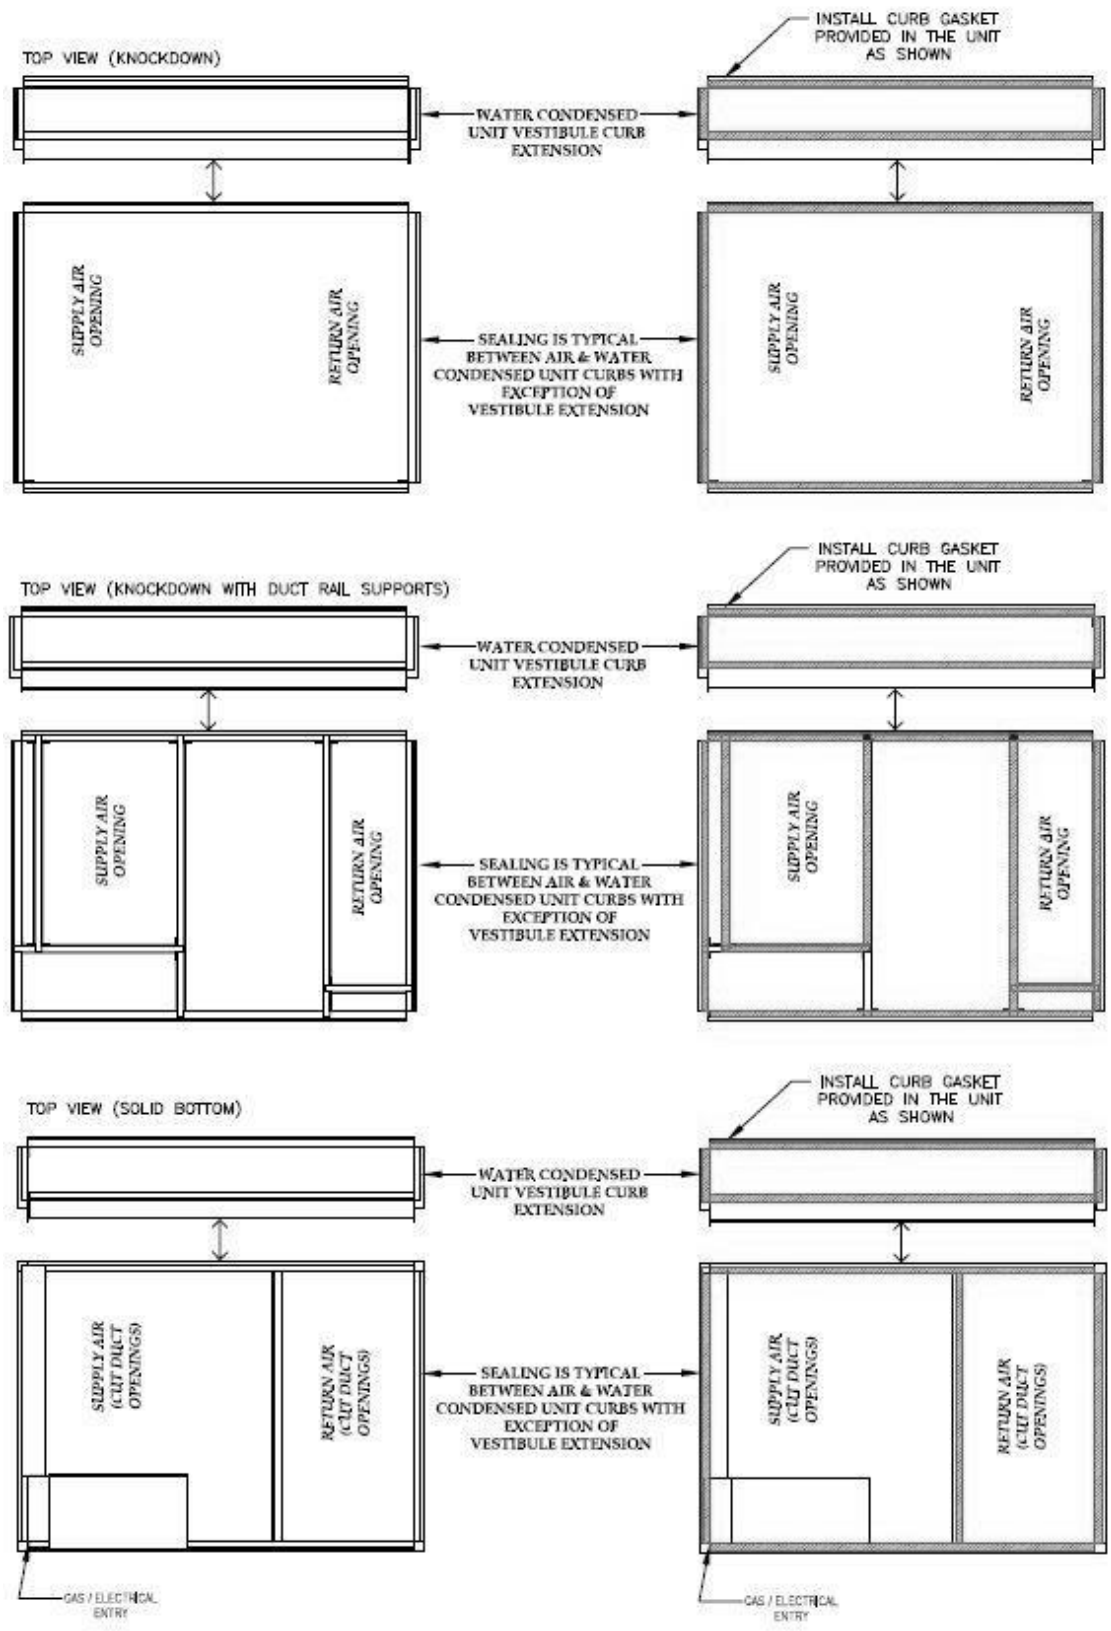 INSTALL CURB GASKET
PROVIDED IN THE UNIT
AS SHOWN
TOP VIEW (KNOCKDOWN)
WATER CONDENSED
UNIT VESTIBULE CURB
EXTENSION
SUPPLY AIR
OPENING
RETURN AIR
OPENING
SEALING IS TYPICAL
BETWEEN AIR & WATER
CONDENSED UNIT CURBS WITH
EXCEPTION OF
VESTIBULE EXTENSION
SUPPLY AIR
OPENING
RETURN AIR
OPENING
INSTALL CURB GASKET
PROVIDED IN THE UNIT
AS SHOWN
TOP VIEW (KNOCKDOWN WITH DUCT RAIL SUPPORTS)
WATER CONDENSED
UNIT VESTIBULE CURB
EXTENSION
SUPPLY AIR
OPENING
RETURN AIR
OPENING
SEALING IS TYPICAL
BETWEEN AIR & WATER
CONDENSED UNIT CURBS WITH
EXCEPTION OF
VESTIBULE EXTENSION
SUPPLY AIR
OPENING
RETURN AIR
OPENING
INSTALL CURB GASKET
PROVIDED IN THE UNIT
AS SHOWN
TOP VIEW (SOLID BOTTOM)
WATER CONDENSED
UNIT VESTIBULE CURB
EXTENSION
SUPPLY AIR
(CUT DUCT
OPENINGS)
RETURN AIR
(CUT DUCT
OPENINGS)
SEALING IS TYPICAL
BETWEEN AIR & WATER
CONDENSED UNIT CURBS WITH
EXCEPTION OF
VESTIBULE EXTENSION
SUPPLY AIR
(CUT DUCT
OPENINGS)
RETURN AIR
(CUT DUCT
OPENINGS)
GAS / ELECTRICAL
ENTRY
GAS / ELECTRICAL
ENTRY